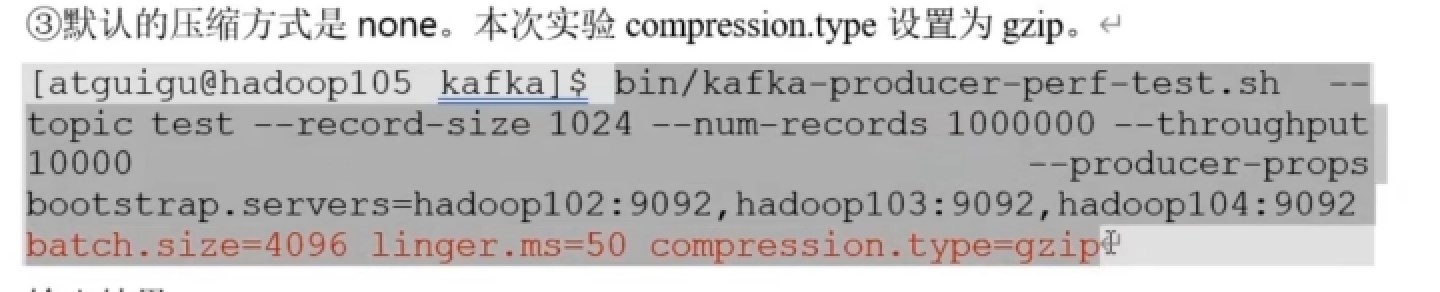 ③默认的压缩方式是 none。本次实验 compression.type 设置为 gzip。
[atguigu@hadoop105 kafka]$ bin/kafka-producer-perf-test.sh --
topic test --record-size 1024 --num-records 1000000 --throughput
10000 --producer-props
bootstrap.servers=hadoop102:9092,hadoop103:9092,hadoop104:9092
batch.size=4096 linger.ms=50 compression.type=gzip